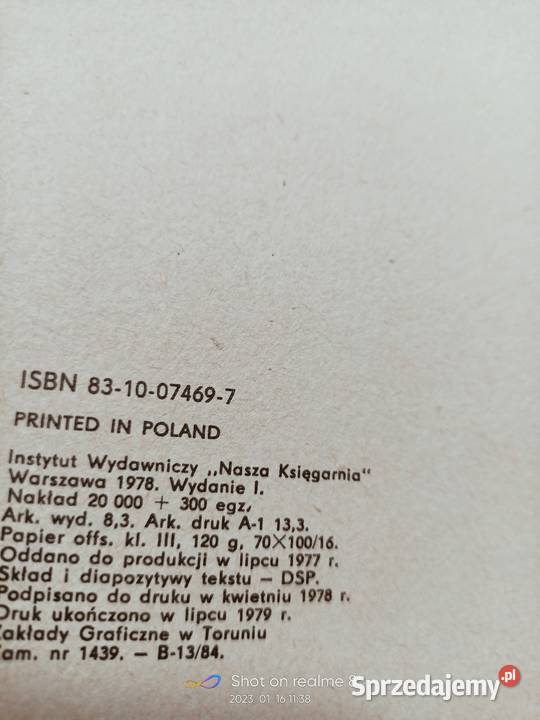 ISBN 83-10-07469-7
PRINTED IN POLAND
Instytut Wydawniczy „Nasza Księgarnia"
Warszawa 1978. Wydanie I.
Nakład 20 000 + 300 egz.
Ark. wyd. 8,3. Ark. druk A-1 13,3.
Papier offs. kl. III, 120 g, 70×100/16.
Oddano do produkcji w lipcu 1977 r.
Skład i diapozytywy tekstu – DSP.
Podpisano do druku w kwietniu 1978 r.
Druk ukończono w lipcu 1979 r.
Zakłady Graficzne w Toruniu
Zam. nr 1439. – B-13/84.
Shot on realme 8
2023.01.16 11:38
Sprzedajemy.pl